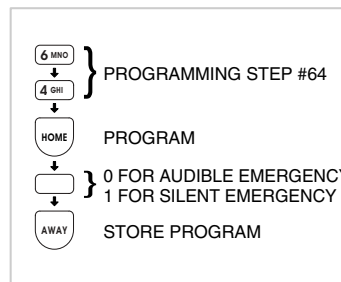 6 MNO
PROGRAMMING STEP #64
4 GHI
HOME
PROGRAM
0 FOR AUDIBLE EMERGENCY
1 FOR SILENT EMERGENCY
AWAY
STORE PROGRAM